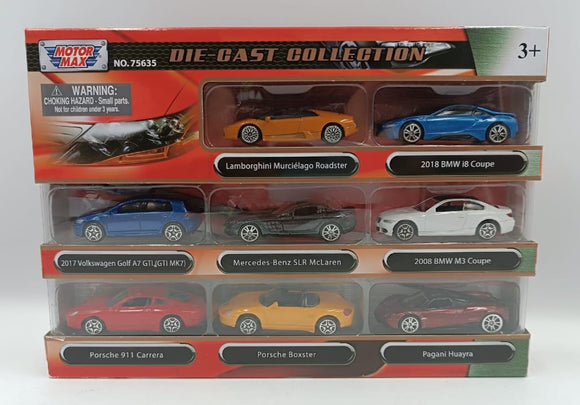 MOTOR
MAX
NO.75635
DIE-CAST COLLECTION
3+
WARNING:
CHOKING HAZARD - Small parts.
Not for children under 3 years.
Lamborghini Murciélago Roadster
2018 BMW i8 Coupe
2017 Volkswagen Golf A7 GTI,(GTI MK7)
Mercedes-Benz SLR McLaren
2008 BMW M3 Coupe
Porsche 911 Carrera
Porsche Boxster
Pagani Huayra